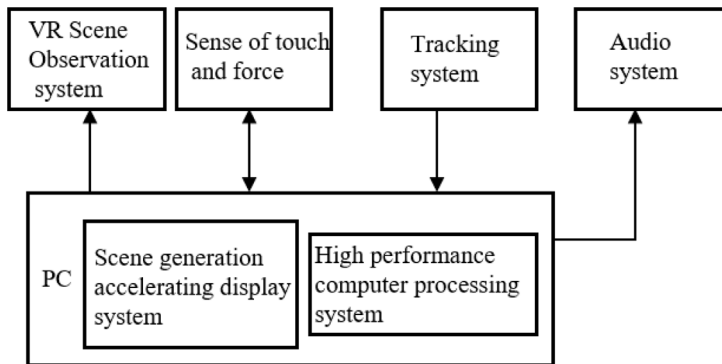 VR Scene
Observation
system
Sense of touch
and force
Tracking
system
Audio
system
PC
Scene generation
accelerating display
system
High performance
computer processing
system